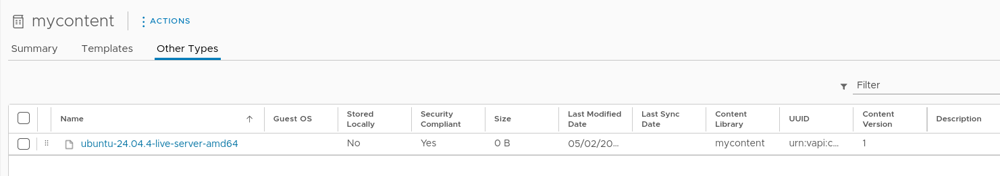 mycontent
ACTIONS
Summary Templates Other Types
Filter
Name Guest OS Stored Locally Security Compliant Size Last Modified Date Last Sync Date Content Library UUID Content Version Description
ubuntu-24.04.4-live-server-amd64 No Yes 0 B 05/02/20... mycontent urn:vapi:c... 1